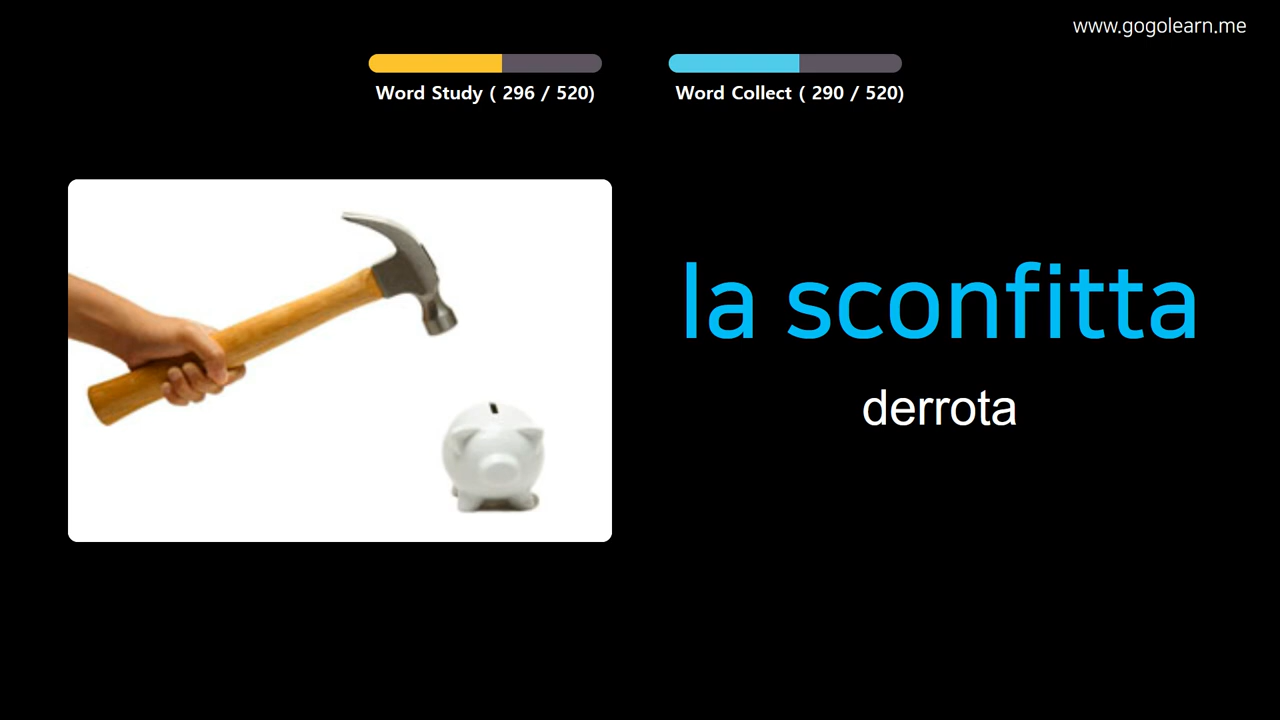 www.gogolearn.me
Word Study ( 296 / 520)
Word Collect ( 290 / 520)
la sconfitta
derrota